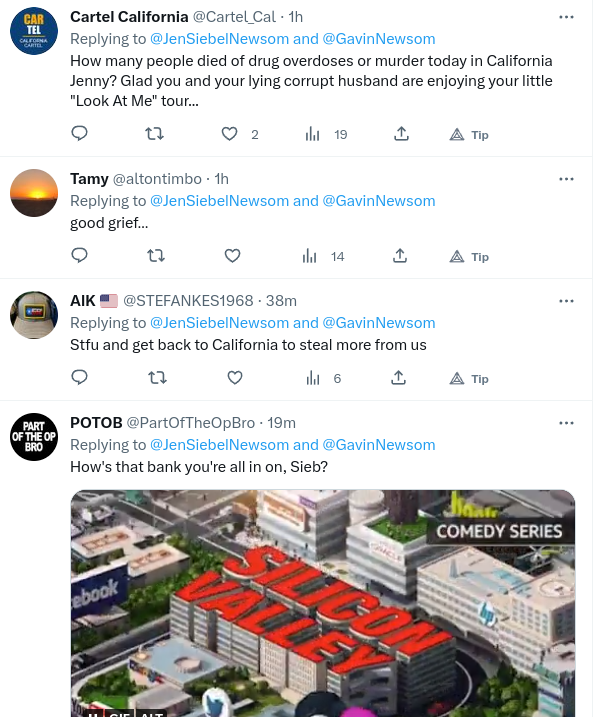 CAR
TEL
CALIFORNIA
CARTEL
Cartel California @Cartel_Cal · 1h
Replying to @JenSiebelNewsom and @GavinNewsom
How many people died of drug overdoses or murder today in California
Jenny? Glad you and your lying corrupt husband are enjoying your little
"Look At Me" tour...
2 19 Tip
Tamy @altontimbo · 1h
Replying to @JenSiebelNewsom and @GavinNewsom
good grief...
14 Tip
AlK 🇺🇸 @STEFANKES1968 · 38m
Replying to @JenSiebelNewsom and @GavinNewsom
Stfu and get back to California to steal more from us
6 Tip
PART
OF THE OP
BRO
POTOB @PartOfTheOpBro · 19m
Replying to @JenSiebelNewsom and @GavinNewsom
How's that bank you're all in on, Sieb?
COMEDY SERIES
ORACLE
ebook
SILICON
VALLEY
hp
GIF ALT